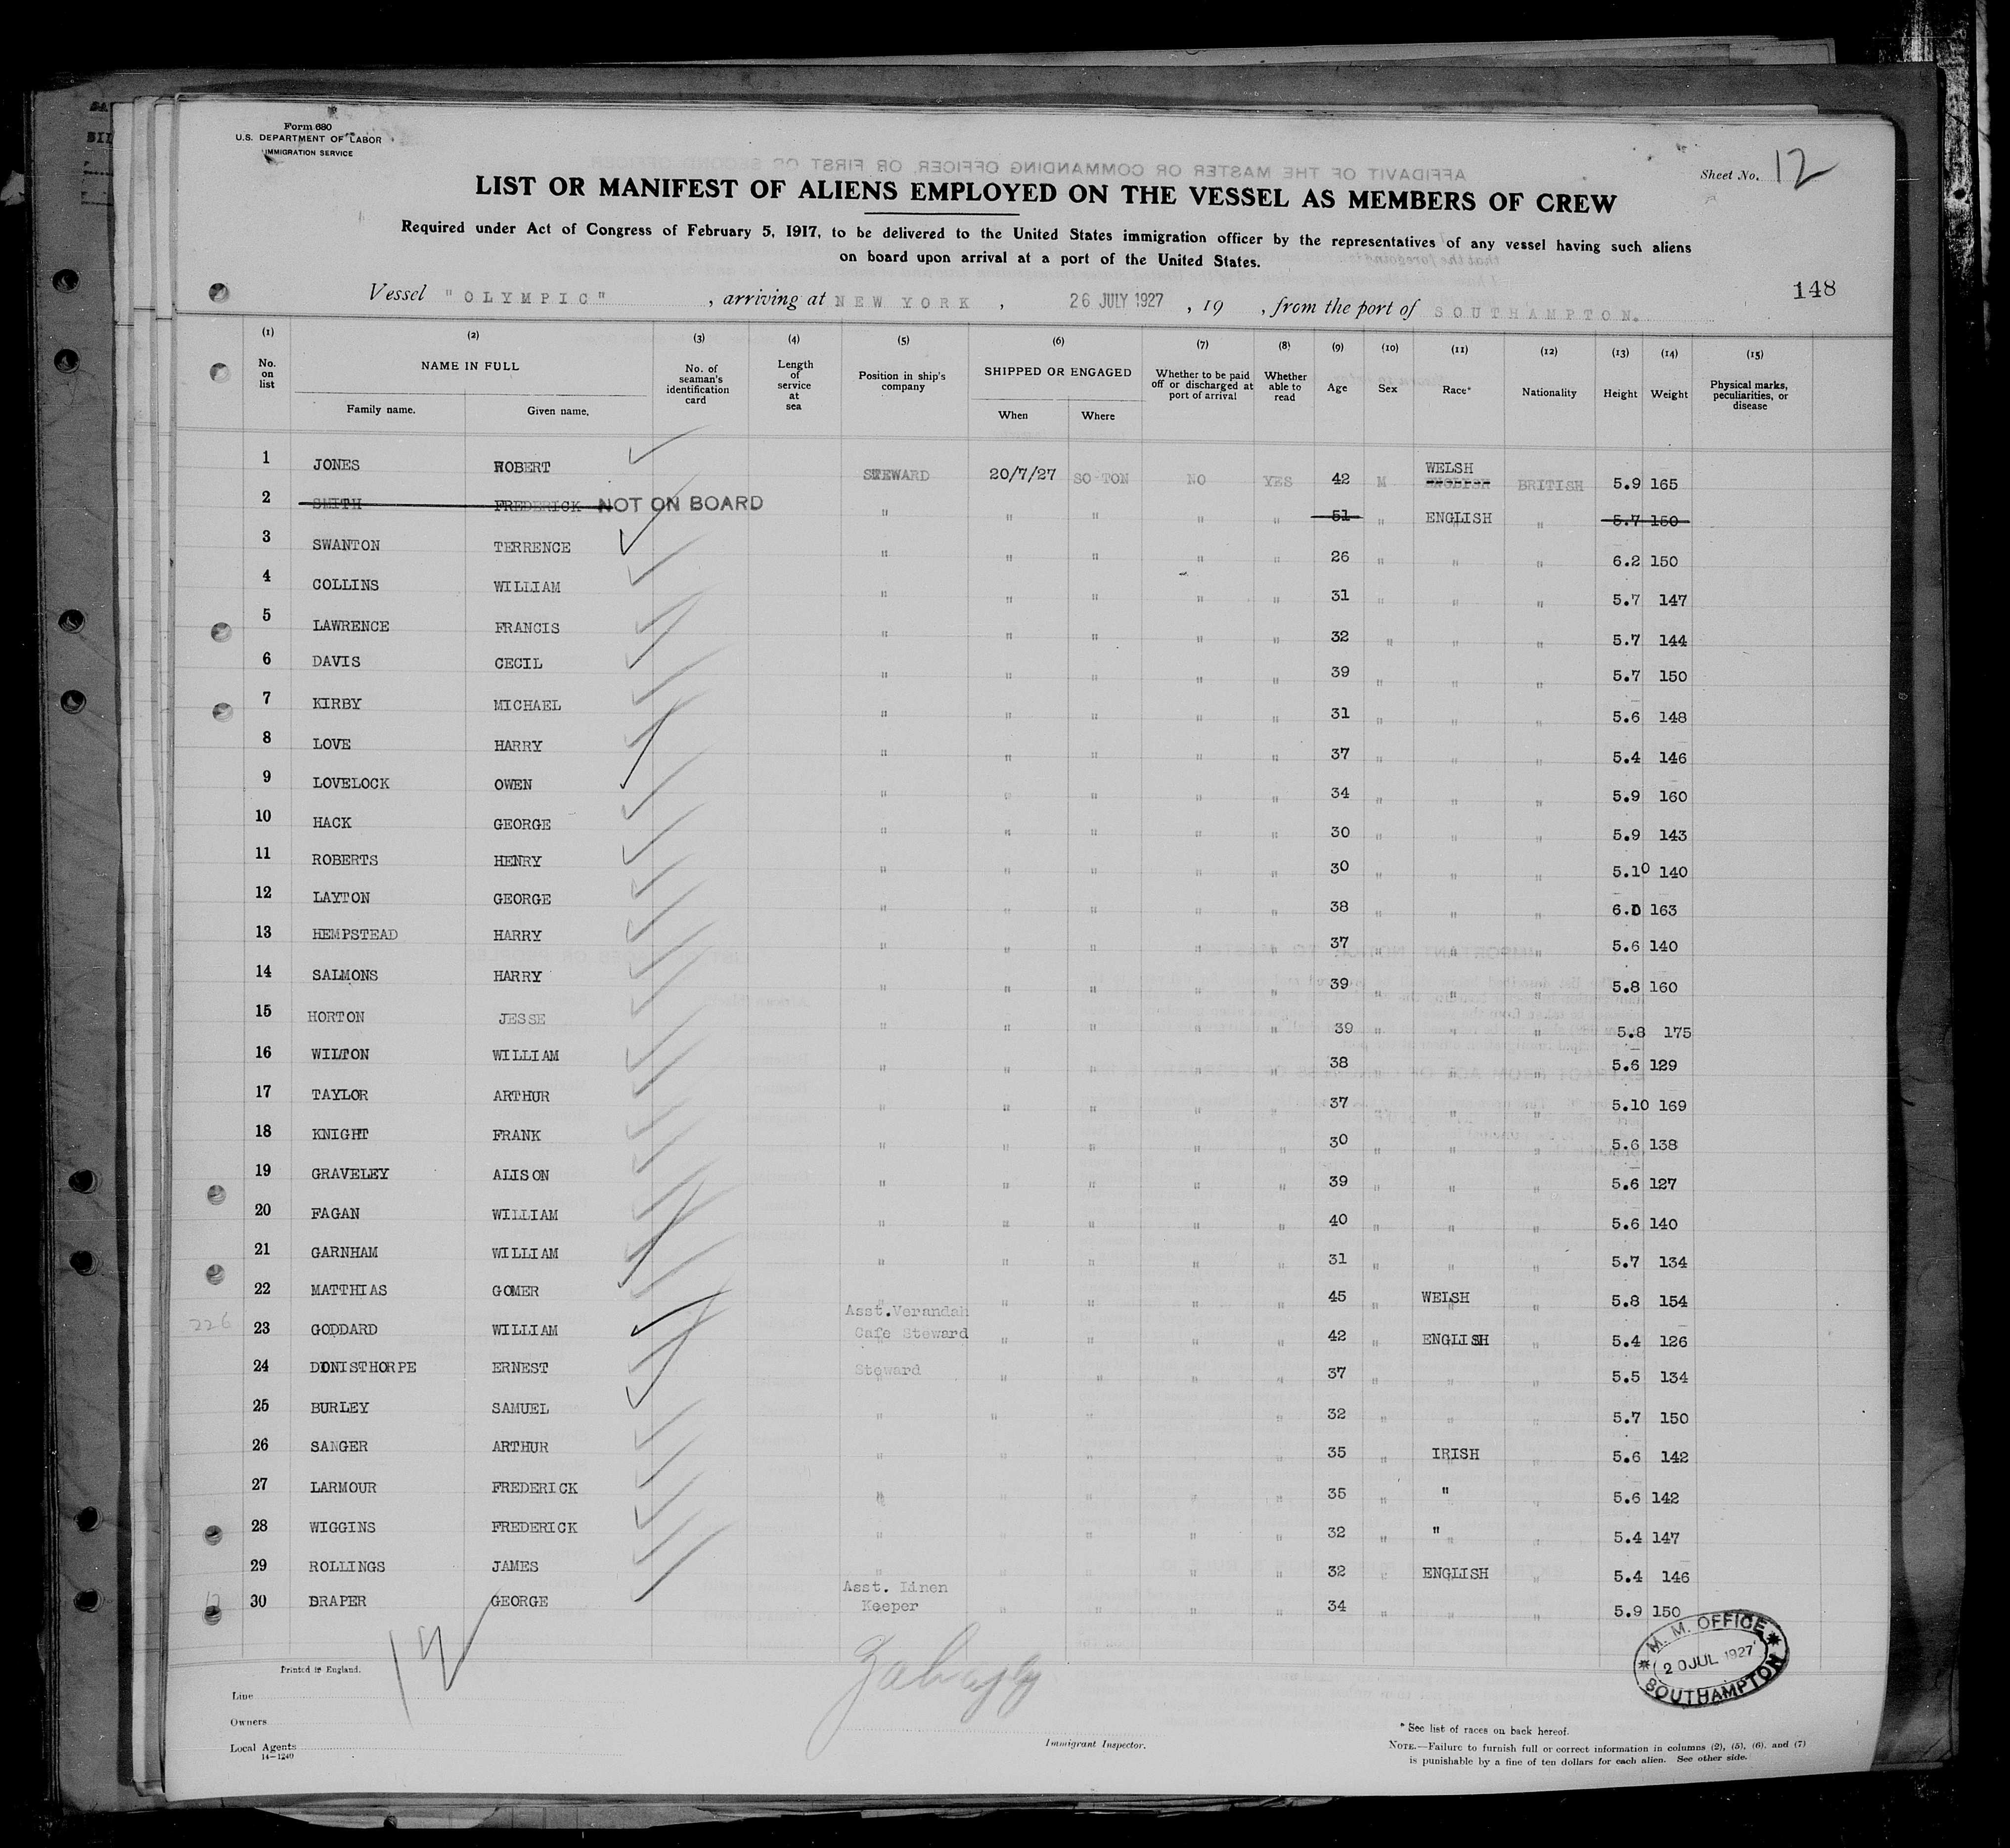 Form 680
U.S. DEPARTMENT OF LABOR
IMMIGRATION SERVICE
Sheet No. 12
AFFIDAVIT OF THE MASTER OR COMMANDING OFFICER, OR FIRST OR SECOND OFFICER
LIST OR MANIFEST OF ALIENS EMPLOYED ON THE VESSEL AS MEMBERS OF CREW
Required under Act of Congress of February 5, 1917, to be delivered to the United States immigration officer by the representatives of any vessel having such aliens
on board upon arrival at a port of the United States.
148
Vessel "OLYMPIC", arriving at NEW YORK, 26 JULY 1927, 19 , from the port of SOUTHAMPTON.
(1) (2) (3) (4) (5) (6) (7) (8) (9) (10) (11) (12) (13) (14) (15)
No. on list NAME IN FULL No. of seaman's identification card Length of service at sea Position in ship's company SHIPPED OR ENGAGED Whether to be paid off or discharged at port of arrival Whether able to read Age Sex Race* Nationality Height Weight Physical marks, peculiarities, or disease
Family name. Given name. When Where
1 JONES ROBERT STEWARD 20/7/27 SO TON NO YES 42 M WELSH ENGLISH BRITISH 5.9 165
2 SMITH FREDERICK NOT ON BOARD " " " " " 51 " ENGLISH " 5.7 150
3 SWANTON TERRENCE " " " " " 26 " " " 6.2 150
4 COLLINS WILLIAM " " " " " 31 " " " 5.7 147
5 LAWRENCE FRANCIS " " " " " 32 " " " 5.7 144
6 DAVIS CECIL " " " " " 39 " " " 5.7 150
7 KIRBY MICHAEL " " " " " 31 " " " 5.6 148
8 LOVE HARRY " " " " " 37 " " " 5.4 146
9 LOVELOCK OWEN " " " " " 34 " " " 5.9 160
10 HACK GEORGE " " " " " 30 " " " 5.9 143
11 ROBERTS HENRY " " " " " 30 " " " 5.10 140
12 LAYTON GEORGE " " " " " 38 " " " 6.0 163
13 HEMPSTEAD HARRY " " " " " 37 " " " 5.6 140
14 SALMONS HARRY " " " " " 39 " " " 5.8 160
15 HORTON JESSE " " " " " 39 " " " 5.8 175
16 WILTON WILLIAM " " " " " 38 " " " 5.6 129
17 TAYLOR ARTHUR " " " " " 37 " " " 5.10 169
18 KNIGHT FRANK " " " " " 30 " " " 5.6 138
19 GRAVELEY ALISON " " " " " 39 " " " 5.6 127
20 FAGAN WILLIAM " " " " " 40 " " " 5.6 140
21 GARNHAM WILLIAM " " " " " 31 " " " 5.7 134
22 MATTHIAS GOMER " " " " " 45 " WELSH " 5.8 154
226
23 GODDARD WILLIAM Asst.Verandah Cafe Steward " " " " 42 " ENGLISH " 5.4 126
24 DONISTHORPE ERNEST Steward " " " " 37 " " " 5.5 134
25 BURLEY SAMUEL " " " " 32 " " " 5.7 150
26 SANGER ARTHUR " " " " " 35 " IRISH " 5.6 142
27 LARMOUR FREDERICK " " " " " 35 " " " 5.6 142
28 WIGGINS FREDERICK " " " " " 32 " " " 5.4 147
29 ROLLINGS JAMES " " " " " 32 " ENGLISH " 5.4 146
30 DRAPER GEORGE Asst. Linen Keeper " " " " 34 " " " 5.9 150
M. M. OFFICE
20 JUL 1927
SOUTHAMPTON
Printed in England.
Line
Owners
Local Agents
14—1240
Immigrant Inspector.
* See list of races on back hereof.
NOTE.—Failure to furnish full or correct information in columns (2), (5), (6), and (7)
is punishable by a fine of ten dollars for each alien. See other side.